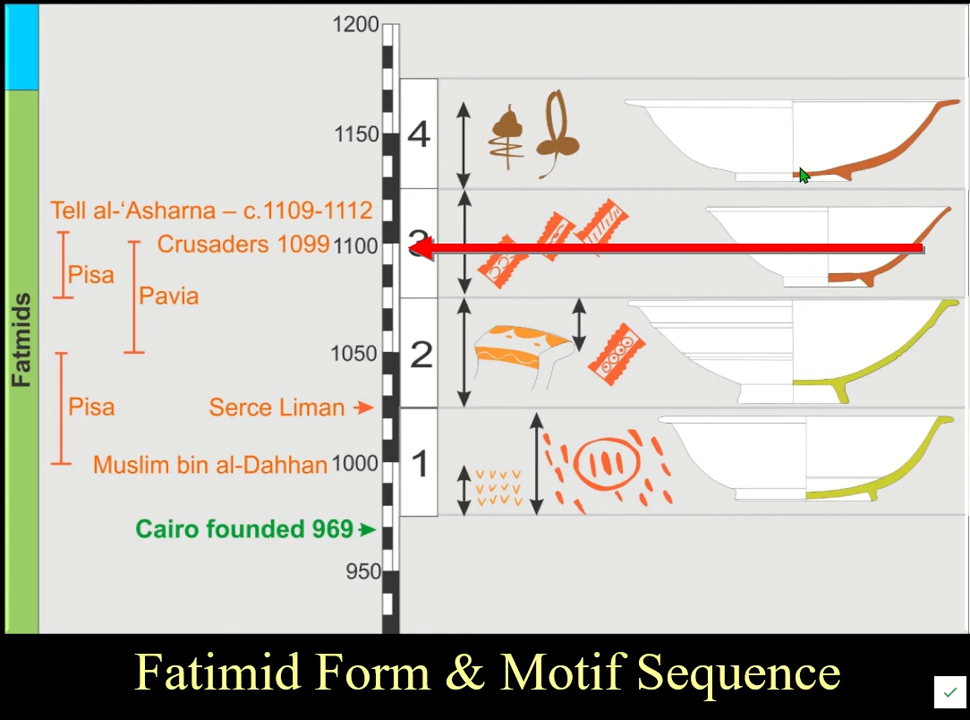 1200
4
1150
Tell al-‘Asharna – c.1109-1112
Crusaders 1099
1100
3
Pisa
Pavia
Fatmids
1050
2
Pisa
Serce Liman
Muslim bin al-Dahhan
1000
1
Cairo founded 969
950
Fatimid Form & Motif Sequence